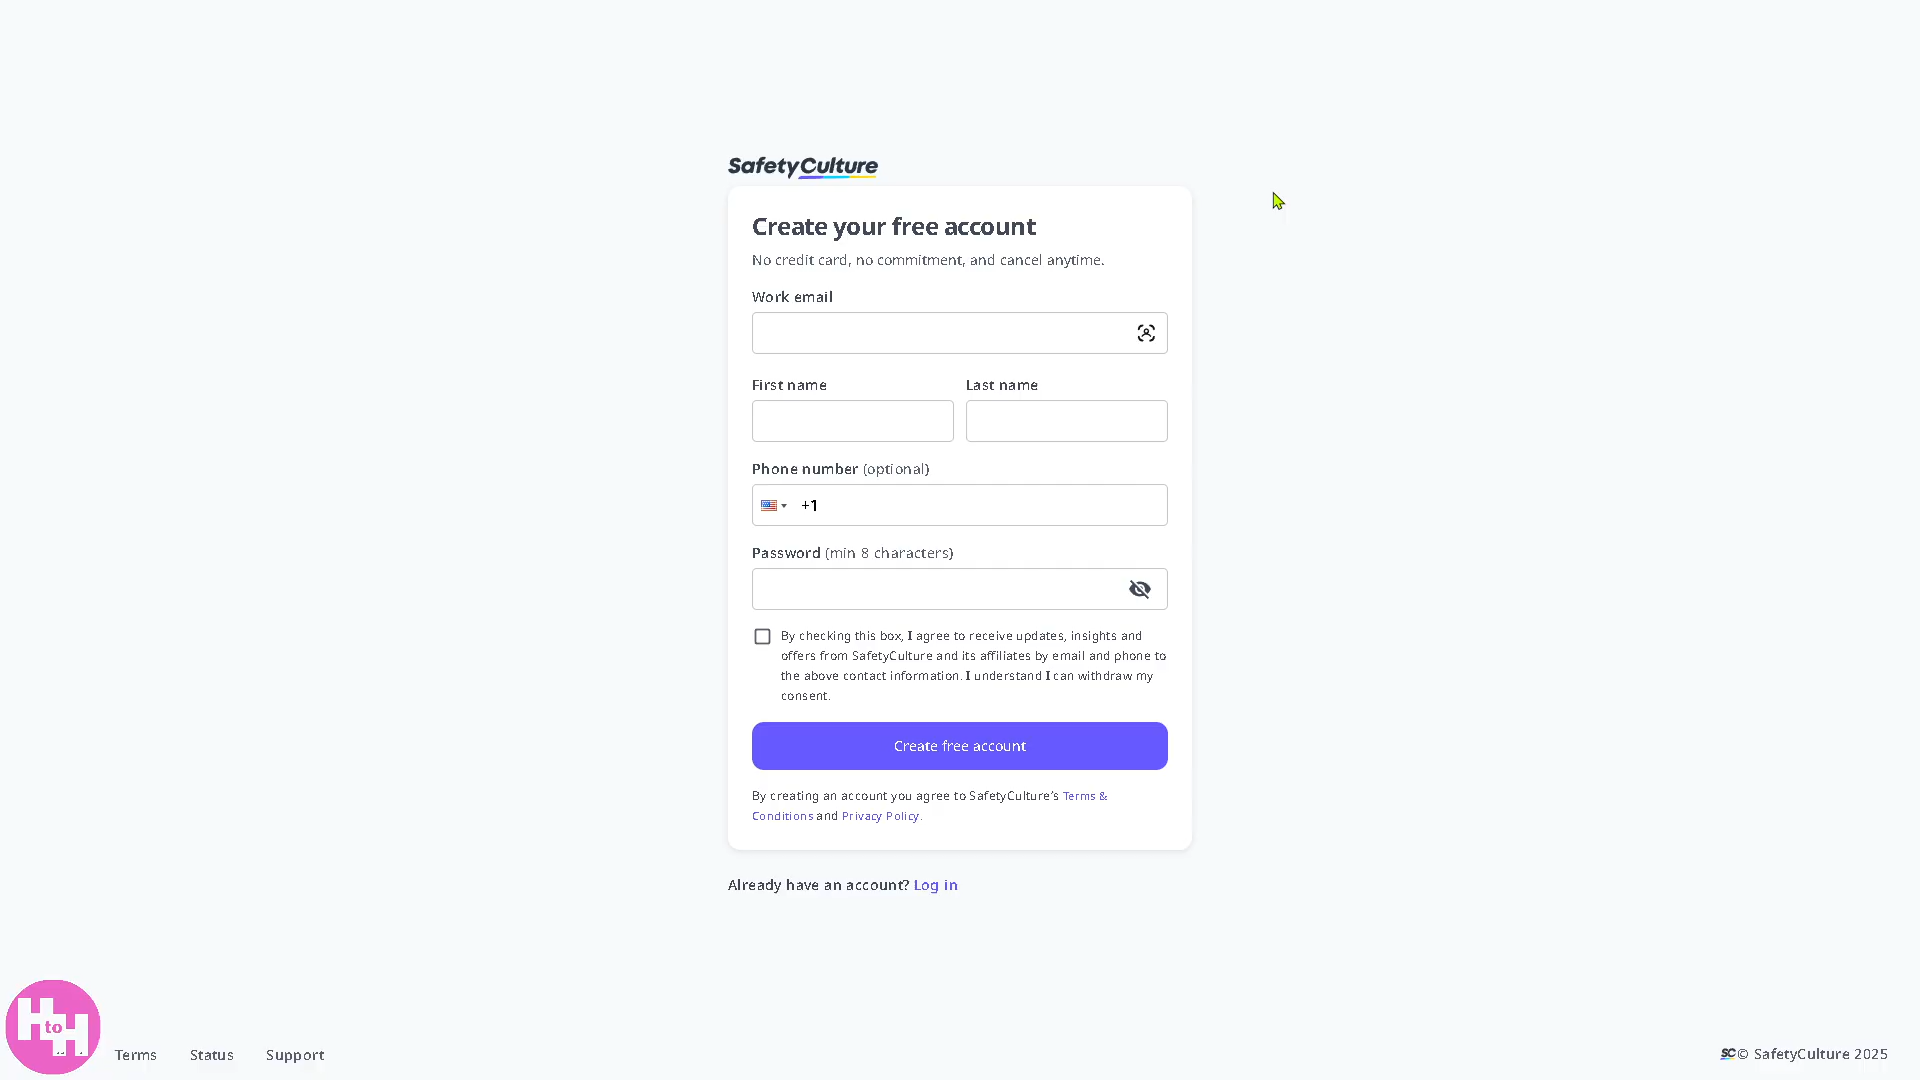 SafetyCulture
Create your free account
No credit card, no commitment, and cancel anytime.
Work email
First name
Last name
Phone number (optional)
+1
Password (min 8 characters)
By checking this box, I agree to receive updates, insights and
offers from SafetyCulture and its affiliates by email and phone to
the above contact information. I understand I can withdraw my
consent.
Create free account
By creating an account you agree to SafetyCulture's Terms &
Conditions and Privacy Policy.
Already have an account? Log in
H to H
Terms
Status
Support
SC © SafetyCulture 2025